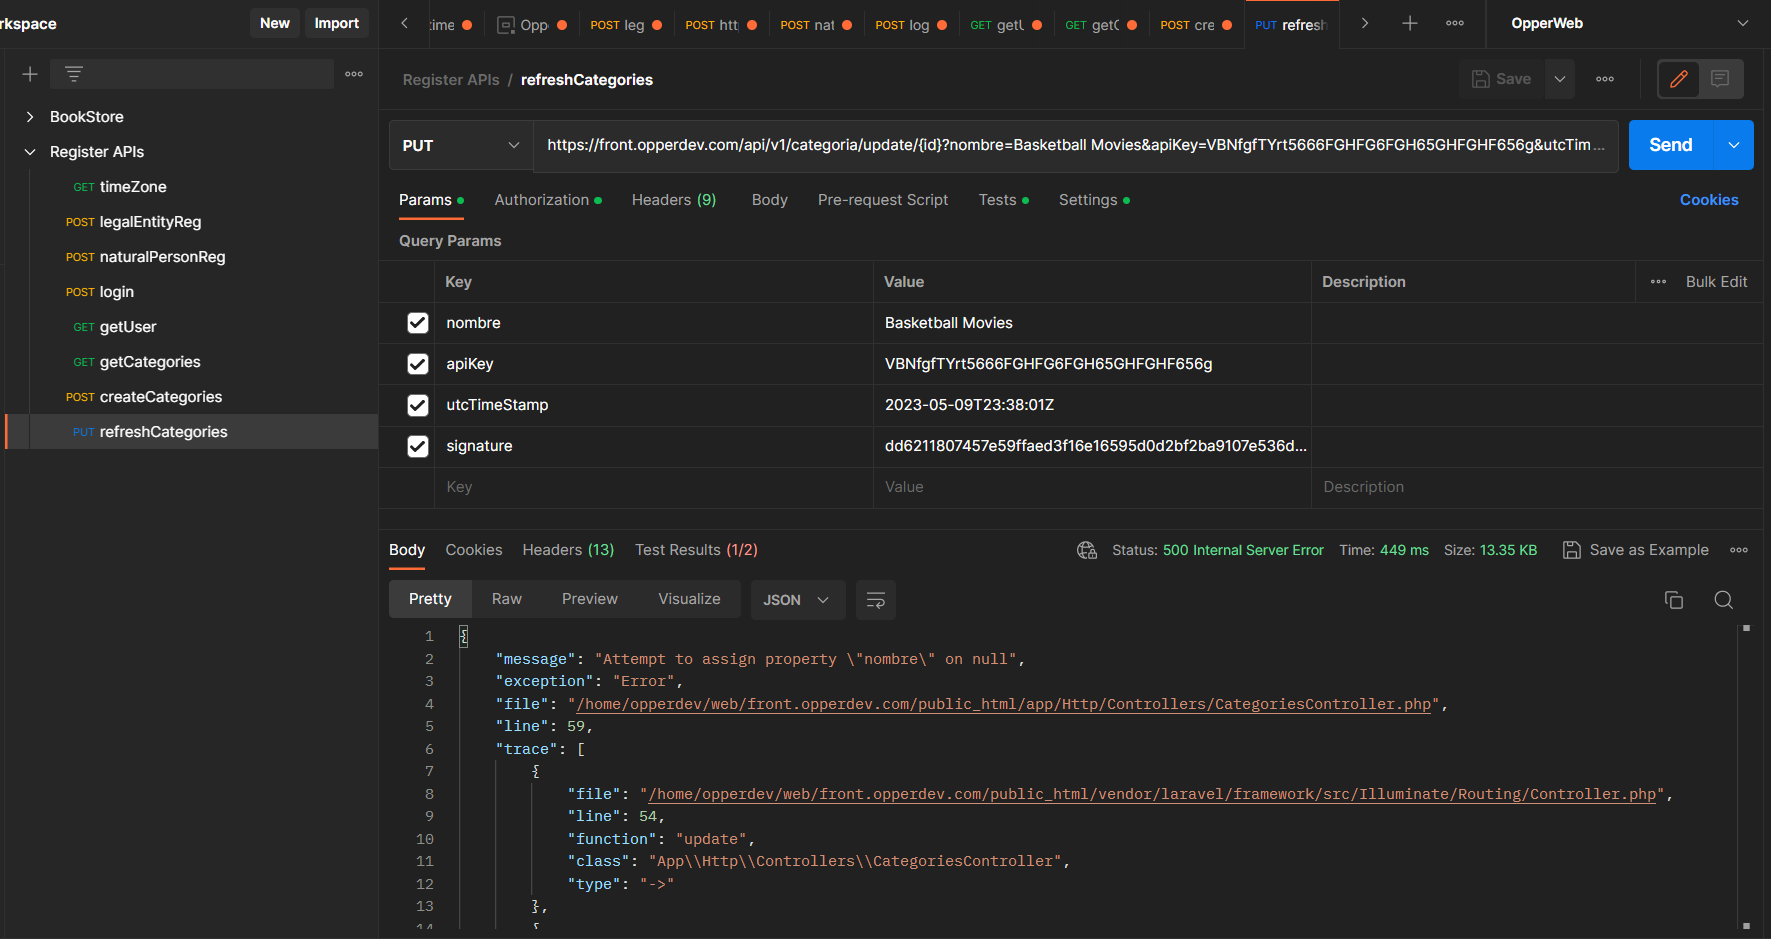 rkspace
New
Import
Oppe
POST leg
POST
POST nat
POST log
GET
GET
POST cre
PUT refresh
OpperWeb
Register APIs / refreshCategories
Save
BookStore
Register APIs
GET timeZone
POST legalEntityReg
POST naturalPersonReg
POST login
GET getUser
GET getCategories
POST createCategories
PUT refreshCategories
PUT
https://front.opperdev.com/api/v1/categoria/update/{id}?nombre=Basketball Movies&apiKey=VBNfgfTYrt5666FGHFG6FGH65GHFGHF656g&utcTim...
Send
Params
Authorization
Headers (9)
Body
Pre-request Script
Tests
Settings
Cookies
Query Params
Key
Value
Description
Bulk Edit
nombre
Basketball Movies
apiKey
VBNfgfTYrt5666FGHFG6FGH65GHFGHF656g
utcTimeStamp
2023-05-09T23:38:01Z
signature
dd6211807457e59ffaed3f16e16595d0d2bf2ba9107e536d...
Key
Value
Description
Body
Cookies
Headers (13)
Test Results (1/2)
Status: 500 Internal Server Error
Time: 449 ms
Size: 13.35 KB
Save as Example
Pretty
Raw
Preview
Visualize
JSON
1 {
2 "message": "Attempt to assign property \"nombre\" on null",
3 "exception": "Error",
4 "file": "/home/opperdev/web/front.opperdev.com/public_html/app/Http/Controllers/CategoriesController.php",
5 "line": 59,
6 "trace": [
7 {
8 "file": "/home/opperdev/web/front.opperdev.com/public_html/vendor/laravel/framework/src/Illuminate/Routing/Controller.php",
9 "line": 54,
10 "function": "update",
11 "class": "App\\Http\\Controllers\\CategoriesController",
12 "type": "->"
13 },
14 {